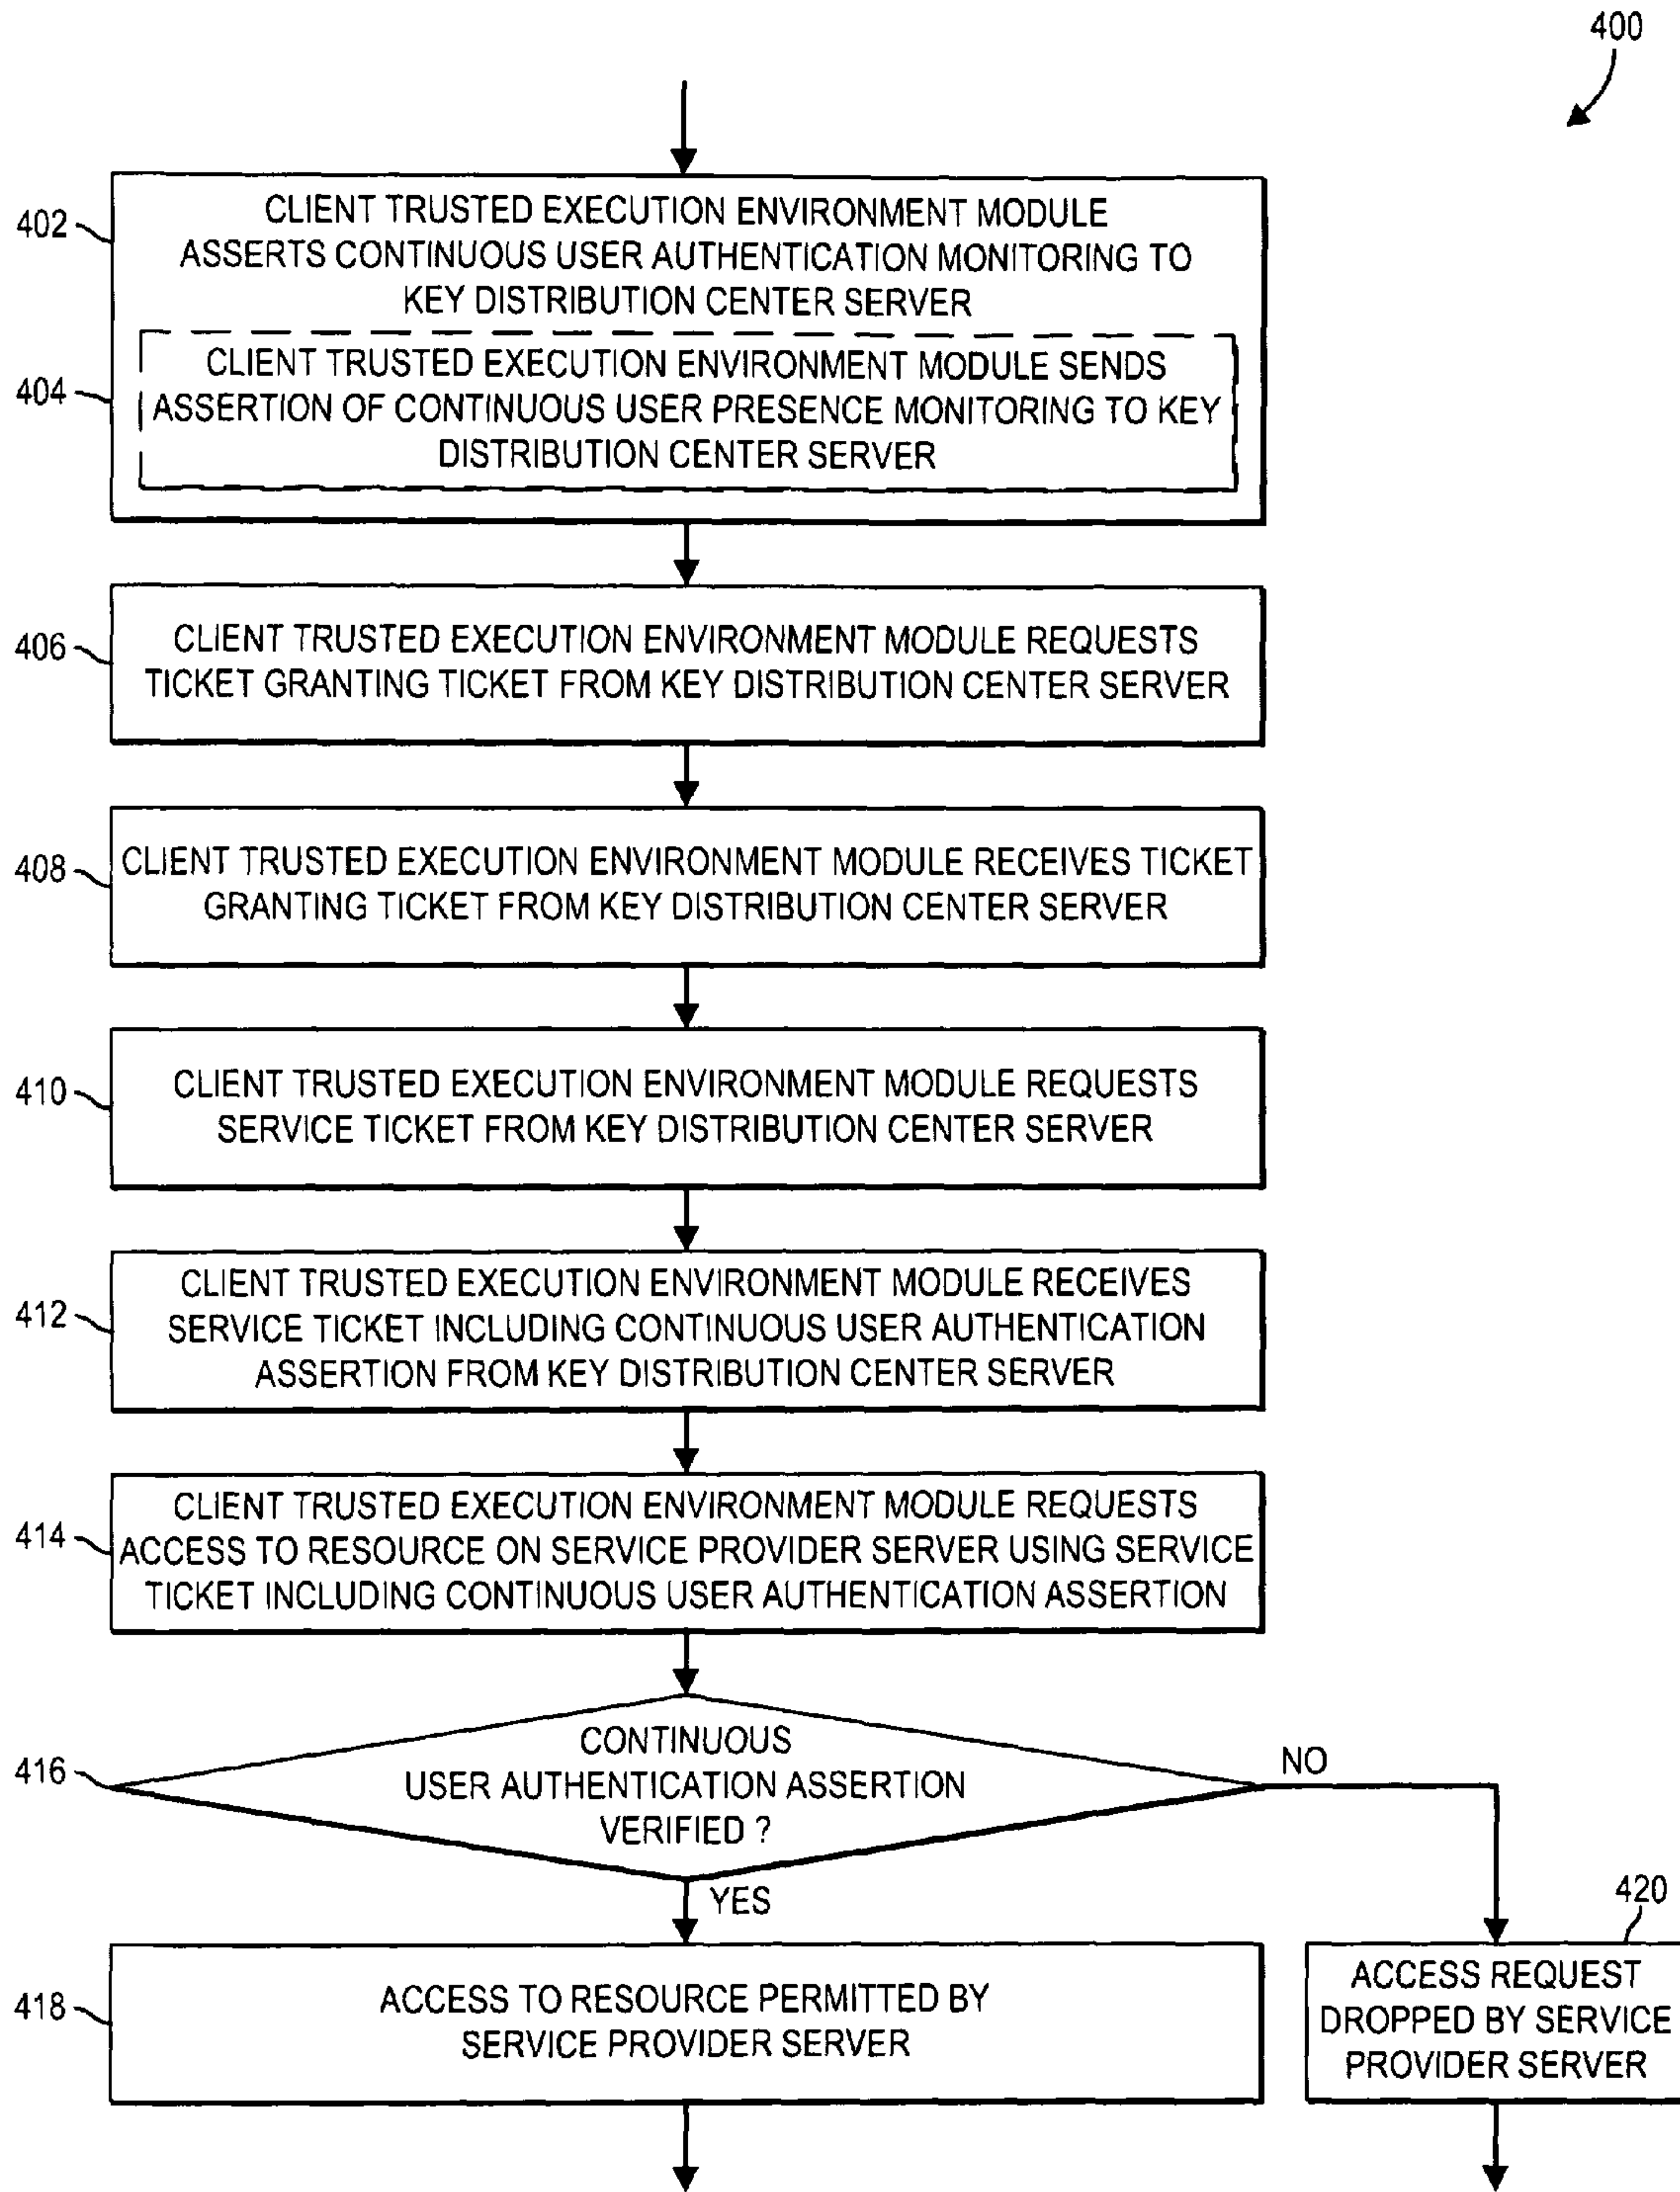 400
402
CLIENT TRUSTED EXECUTION ENVIRONMENT MODULE
ASSERTS CONTINUOUS USER AUTHENTICATION MONITORING TO
KEY DISTRIBUTION CENTER SERVER
404
CLIENT TRUSTED EXECUTION ENVIRONMENT MODULE SENDS
ASSERTION OF CONTINUOUS USER PRESENCE MONITORING TO KEY
DISTRIBUTION CENTER SERVER
406
CLIENT TRUSTED EXECUTION ENVIRONMENT MODULE REQUESTS
TICKET GRANTING TICKET FROM KEY DISTRIBUTION CENTER SERVER
408
CLIENT TRUSTED EXECUTION ENVIRONMENT MODULE RECEIVES TICKET
GRANTING TICKET FROM KEY DISTRIBUTION CENTER SERVER
410
CLIENT TRUSTED EXECUTION ENVIRONMENT MODULE REQUESTS
SERVICE TICKET FROM KEY DISTRIBUTION CENTER SERVER
412
CLIENT TRUSTED EXECUTION ENVIRONMENT MODULE RECEIVES
SERVICE TICKET INCLUDING CONTINUOUS USER AUTHENTICATION
ASSERTION FROM KEY DISTRIBUTION CENTER SERVER
414
CLIENT TRUSTED EXECUTION ENVIRONMENT MODULE REQUESTS
ACCESS TO RESOURCE ON SERVICE PROVIDER SERVER USING SERVICE
TICKET INCLUDING CONTINUOUS USER AUTHENTICATION ASSERTION
416
CONTINUOUS
USER AUTHENTICATION ASSERTION
VERIFIED ?
NO
YES
418
ACCESS TO RESOURCE PERMITTED BY
SERVICE PROVIDER SERVER
420
ACCESS REQUEST
DROPPED BY SERVICE
PROVIDER SERVER